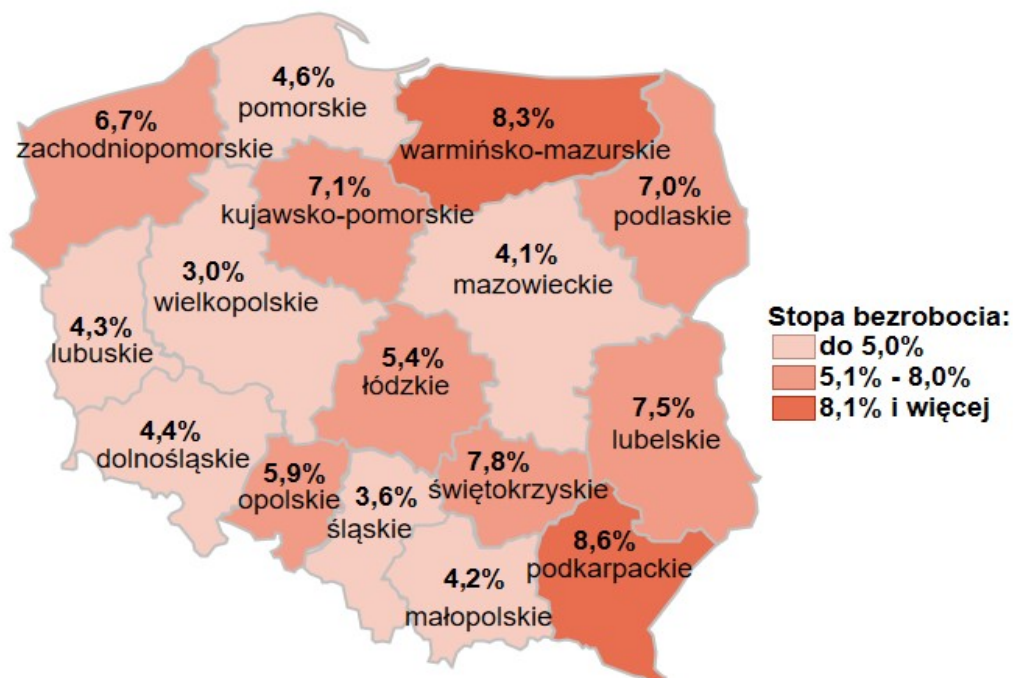 4,6%
pomorskie
6,7%
zachodniopomorskie
8,3%
warmińsko-mazurskie
7,1%
kujawsko-pomorskie
7,0%
podlaskie
3,0%
wielkopolskie
4,1%
mazowieckie
4,3%
lubuskie
5,4%
łódzkie
7,5%
lubelskie
4,4%
dolnośląskie
5,9%
opolskie
3,6%
śląskie
7,8%
świętokrzyskie
8,6%
podkarpackie
4,2%
małopolskie
Stopa bezrobocia:
do 5,0%
5,1% - 8,0%
8,1% i więcej